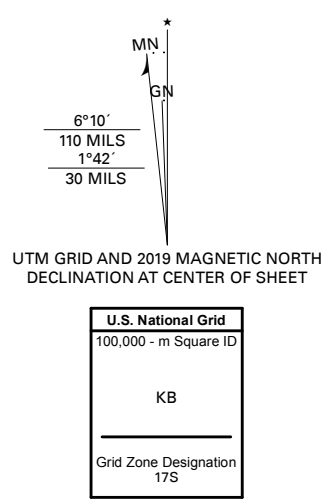 ★
MN
GN
6°10´
110 MILS
1°42´
30 MILS
UTM GRID AND 2019 MAGNETIC NORTH
DECLINATION AT CENTER OF SHEET
U.S. National Grid
100,000 - m Square ID
KB
Grid Zone Designation
17S